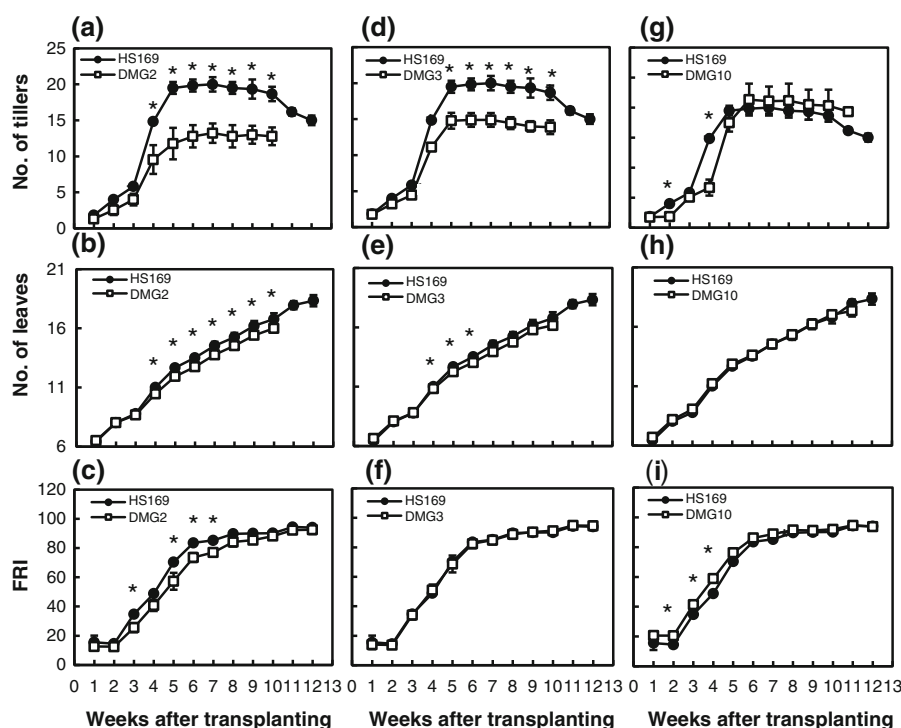 (a)
(d)
(g)
No. of tillers
25
20
15
10
5
0
HS169
DMG2
* * * * * * *
HS169
DMG3
* * * * * *
HS169
DMG10
* *
(b)
(e)
(h)
No. of leaves
21
16
11
6
HS169
DMG2
* * * * * * *
HS169
DMG3
* * *
HS169
DMG10
(c)
(f)
(i)
FRI
120
100
80
60
40
20
0
HS169
DMG2
* * * *
HS169
DMG3
HS169
DMG10
* * *
0 1 2 3 4 5 6 7 8 9 10 11 12 13
0 1 2 3 4 5 6 7 8 9 10 11 12 13
0 1 2 3 4 5 6 7 8 9 10 11 12 13
Weeks after transplanting
Weeks after transplanting
Weeks after transplanting